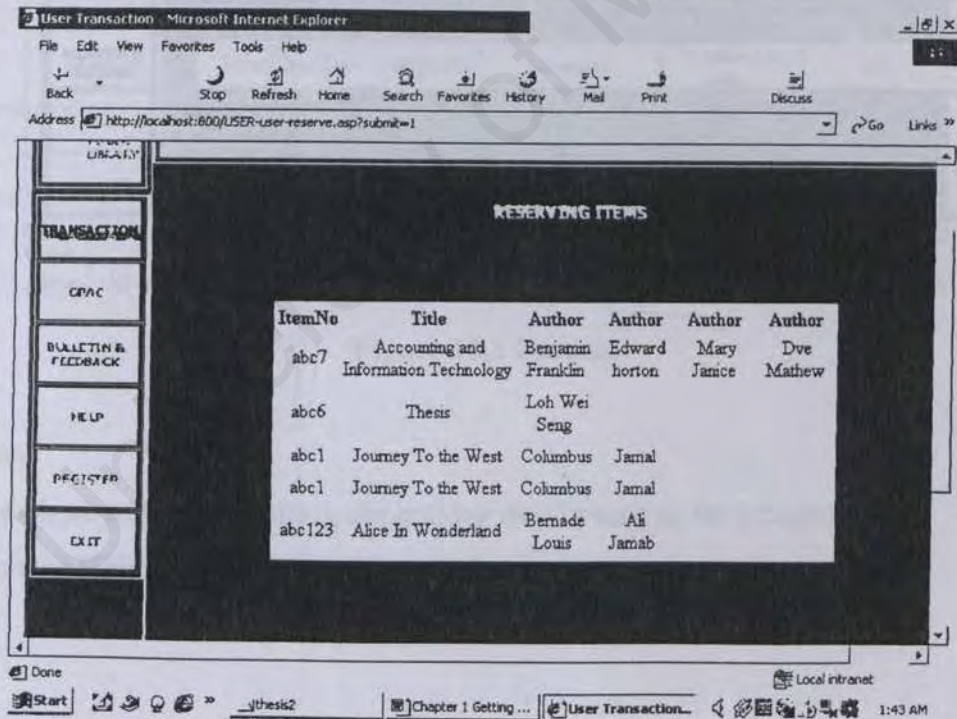 User Transaction - Microsoft Internet Explorer
File Edit View Favorites Tools Help
Back Stop Refresh Home Search Favorites History Mail Print Discuss
Address http://localhost:800/USER-user-reserve.asp?submit=1 Go Links »
LIBRARY
RESERVING ITEMS
TRANSACTION
OPAC
BULLETIN &
FEEDBACK
HELP
REGISTER
EXIT
ItemNo Title Author Author Author Author
abc7 Accounting and Information Technology Benjamin Franklin Edward horton Mary Janice Dve Mathew
abc6 Thesis Loh Wei Seng
abc1 Journey To the West Columbus Jamal
abc1 Journey To the West Columbus Jamal
abc123 Alice In Wonderland Bernade Louis Ali Jamab
Done Local intranet
Start » thesis2 Chapter 1 Getting ... User Transaction... 1:43 AM